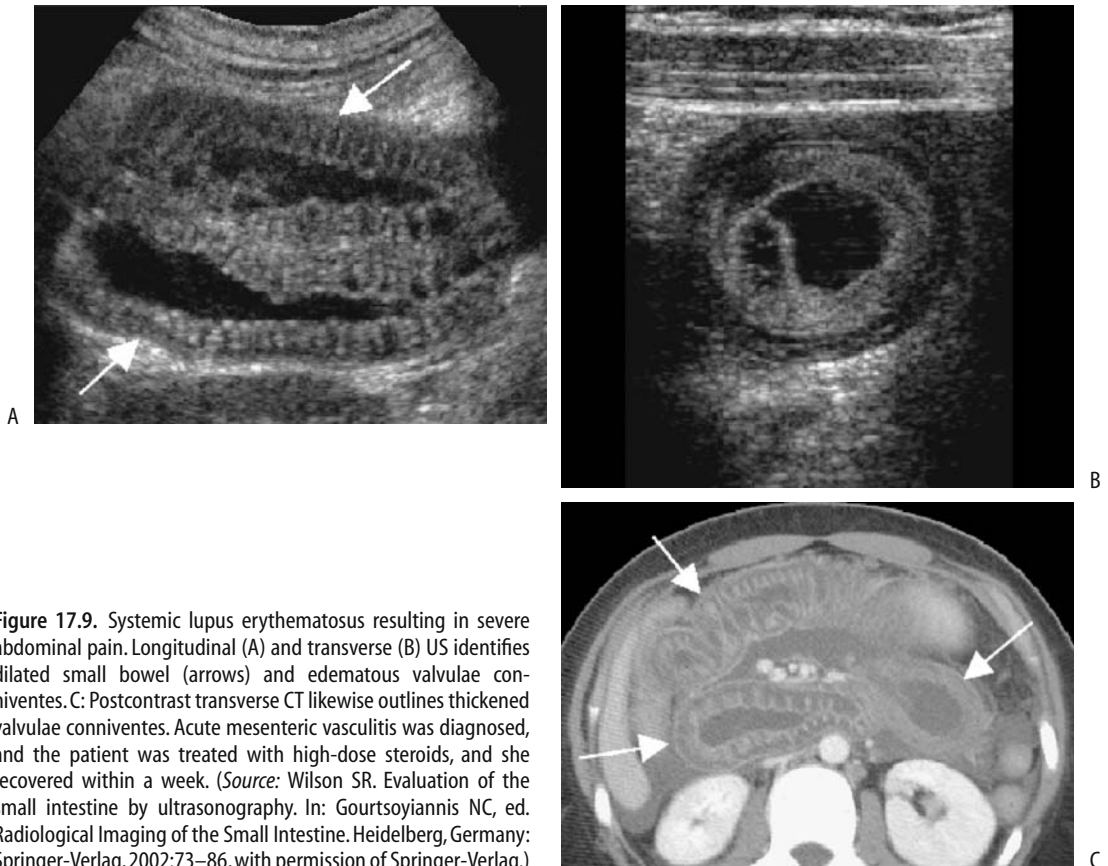 A
B
C
Figure 17.9. Systemic lupus erythematosus resulting in severe
abdominal pain. Longitudinal (A) and transverse (B) US identifies
dilated small bowel (arrows) and edematous valvulae con-
niventes. C: Postcontrast transverse CT likewise outlines thickened
valvulae conniventes. Acute mesenteric vasculitis was diagnosed,
and the patient was treated with high-dose steroids, and she
recovered within a week. (Source: Wilson SR. Evaluation of the
small intestine by ultrasonography. In: Gourtsoyiannis NC, ed.
Radiological Imaging of the Small Intestine. Heidelberg, Germany:
Springer-Verlag, 2002:73–86, with permission of Springer-Verlag.)